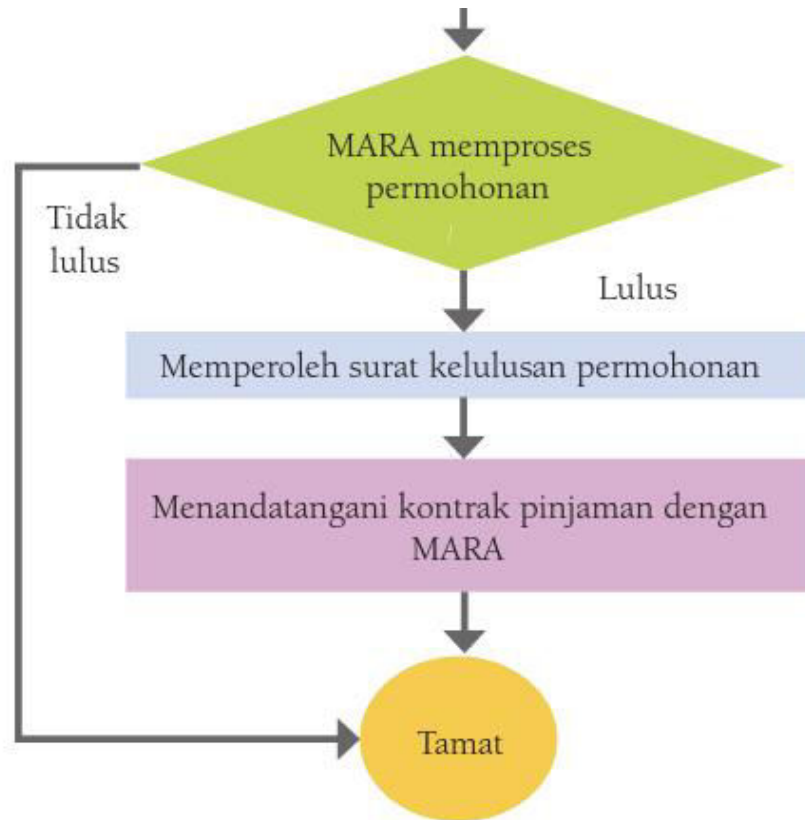 MARA memproses
permohonan
Tidak
lulus
Lulus
Memperoleh surat kelulusan permohonan
Menandatangani kontrak pinjaman dengan
MARA
Tamat